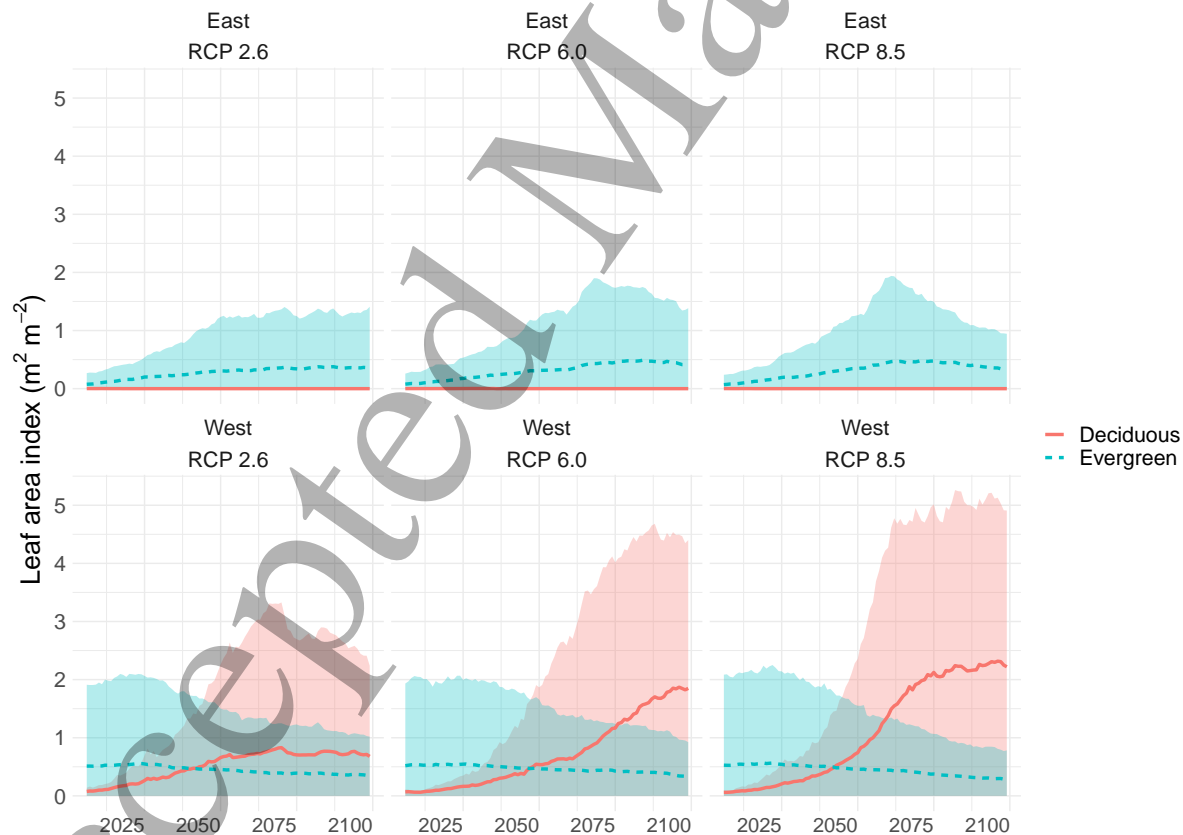 East
RCP 2.6
East
RCP 6.0
East
RCP 8.5
5
4
3
2
1
0
West
RCP 2.6
West
RCP 6.0
West
RCP 8.5
5
4
3
2
1
0
2025 2050 2075 2100
2025 2050 2075 2100
2025 2050 2075 2100
Leaf area index (m² m⁻²)
Deciduous
Evergreen
cepted Ma